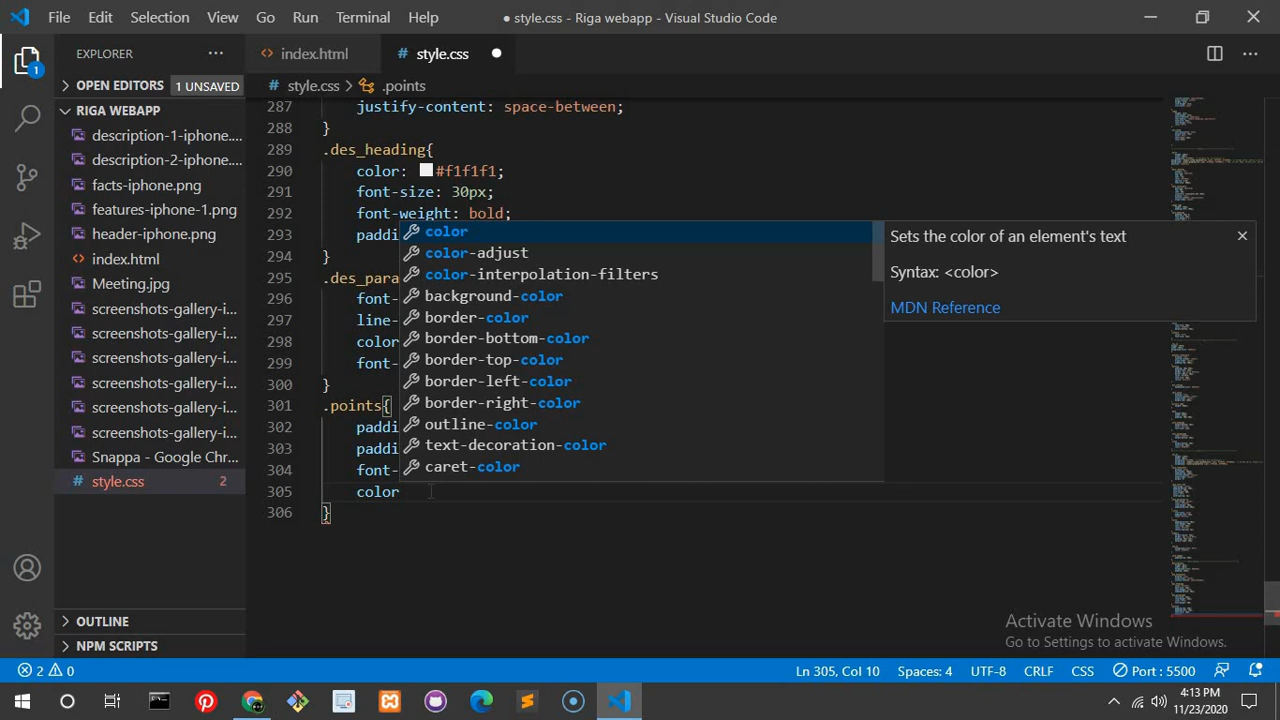 File Edit Selection View Go Run Terminal Help
● style.css - Riga webapp - Visual Studio Code
EXPLORER
index.html
# style.css
OPEN EDITORS 1 UNSAVED
# style.css > .points
RIGA WEBAPP
description-1-iphone....
description-2-iphone....
facts-iphone.png
features-iphone-1.png
header-iphone.png
index.html
Meeting.jpg
screenshots-gallery-i...
screenshots-gallery-i...
screenshots-gallery-i...
screenshots-gallery-i...
screenshots-gallery-i...
screenshots-gallery-i...
Snappa - Google Chr...
# style.css 2
OUTLINE
NPM SCRIPTS
1
287 justify-content: space-between;
288 }
289 .des_heading{
290 color: #f1f1f1;
291 font-size: 30px;
292 font-weight: bold;
293 paddi
294 }
295 .des_para
296 font-
297 line-
298 color
299 font-
300 }
301 .points{
302 paddi
303 paddi
304 font-
305 color
306 }
color
color-adjust
color-interpolation-filters
background-color
border-color
border-bottom-color
border-top-color
border-left-color
border-right-color
outline-color
text-decoration-color
caret-color
Sets the color of an element's text
Syntax: <color>
MDN Reference
Activate Windows
Go to Settings to activate Windows.
2 0
Ln 305, Col 10 Spaces: 4 UTF-8 CRLF CSS Port : 5500
4:13 PM
11/23/2020